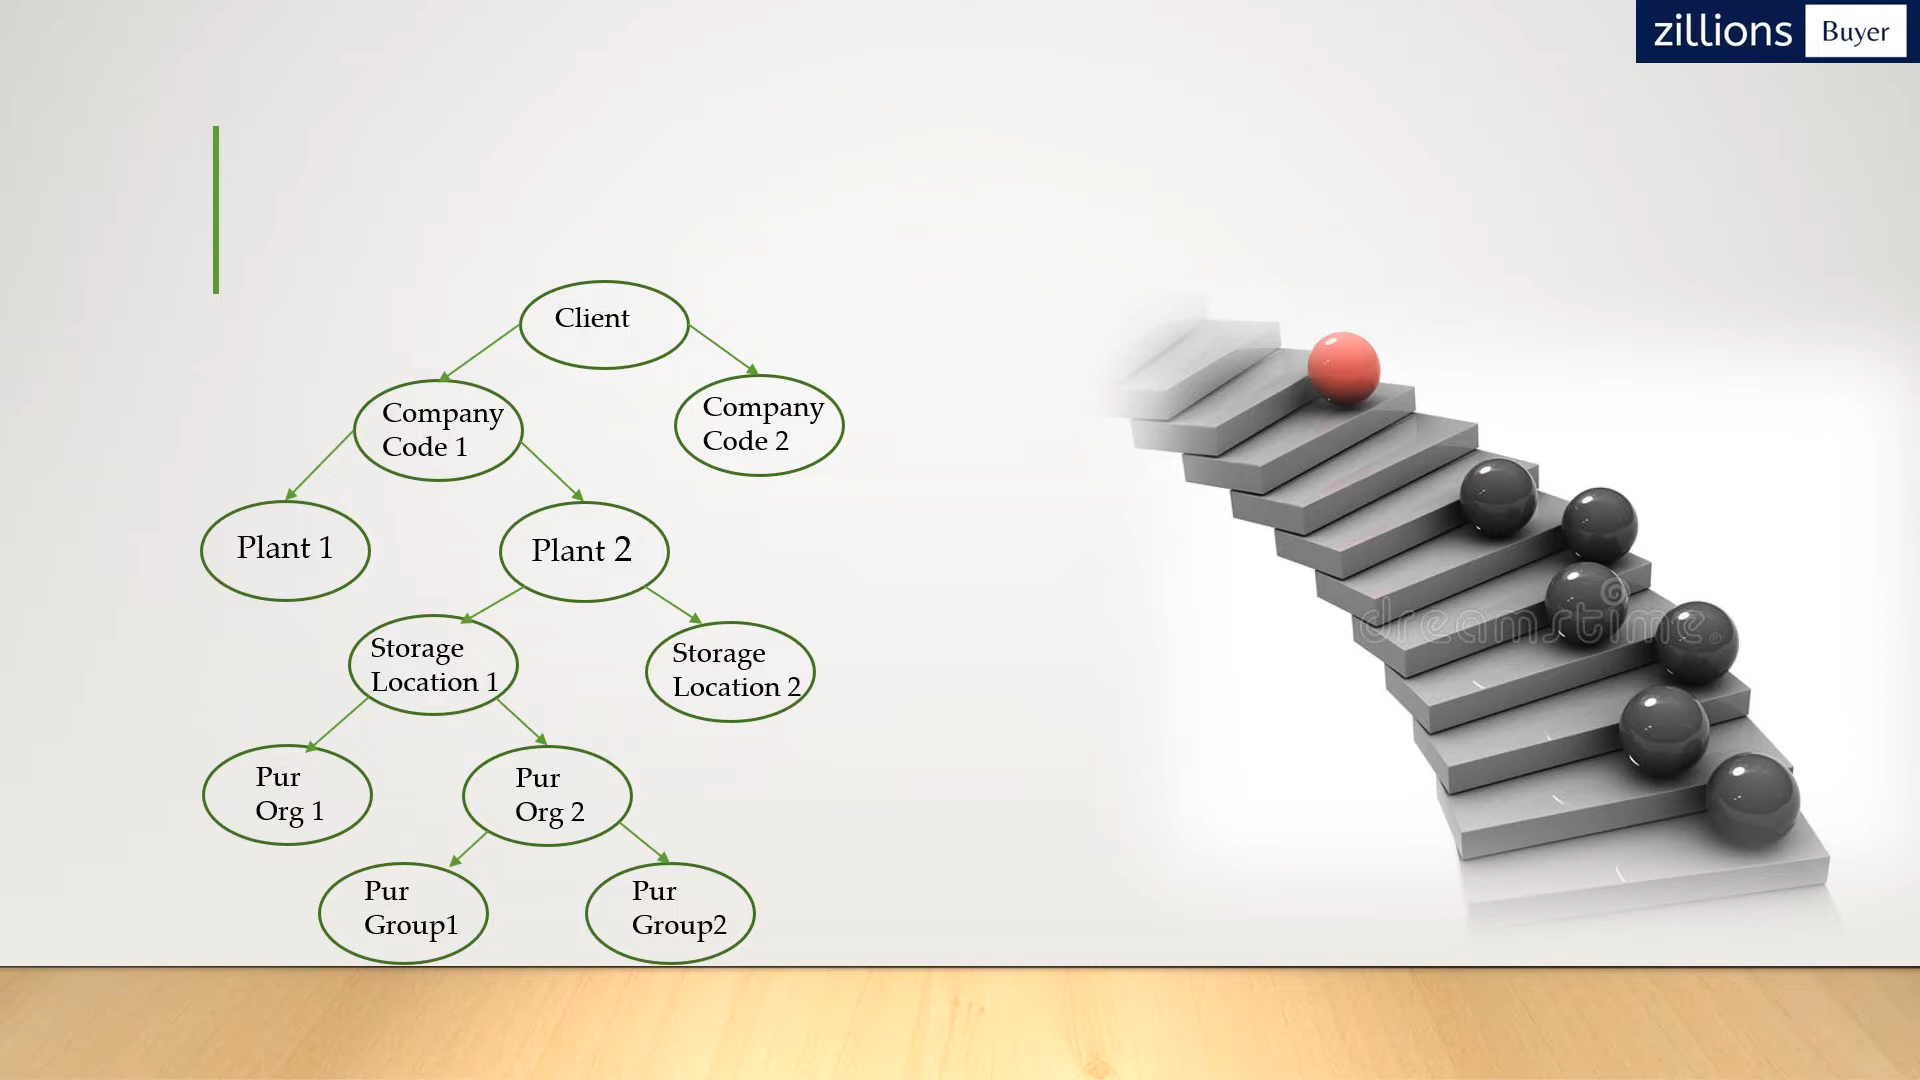 zillions Buyer
Client
Company
Code 1
Company
Code 2
Plant 1
Plant 2
Storage
Location 1
Storage
Location 2
Pur
Org 1
Pur
Org 2
Pur
Group1
Pur
Group2
dreamstime